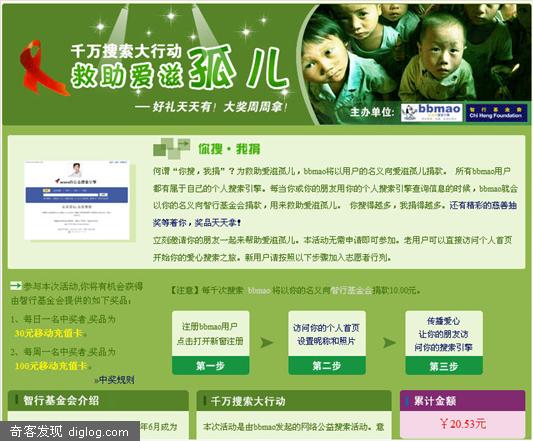 千万搜索大行动
救助爱滋孤儿
— 好礼天天有！大奖周周拿！
主办单位:
bbmao
智行基金会
Chi Heng Foundation
你搜·我捐
何谓“你搜，我捐”？为救助爱滋孤儿，bbmao将以用户的名义向爱滋孤儿捐款。 所有bbmao用户
都有属于自己的个人搜索引擎。每当你或你的朋友用你的个人搜索引擎查询信息的时候，bbmao就会
以你的名义向智行基金会捐款，用来救助爱滋孤儿。 你搜得越多，我捐得越多。还有精彩的慈善抽
奖等着你，奖品天天拿!
立刻邀请你的朋友一起来帮助爱滋孤儿。本活动无需申请即可参加。老用户可以直接访问个人首页
开始你的爱心搜索之旅。新用户请按照以下步骤加入志愿者行列。
参与本次活动,你将有机会获得
由智行基金会提供的如下奖品：
1、每日一名中奖者,奖品为
30元移动充值卡。
2、每周一名中奖者,奖品为
100元移动充值卡。
»中奖规则
【注意】每千次搜索 bbmao 将以你的名义向智行基金会捐款10.00元。
注册bbmao用户
点击打开新窗注册
第一步
访问你的个人首页
设置昵称和照片
第二步
传播爱心
让你的朋友访
问你的搜索引擎
第三步
智行基金会介绍
千万搜索大行动
本次活动是由bbmao发起的网络公益搜索活动。意
累计金额
￥20.53元
年6月成为
奇客发现 diglog.com